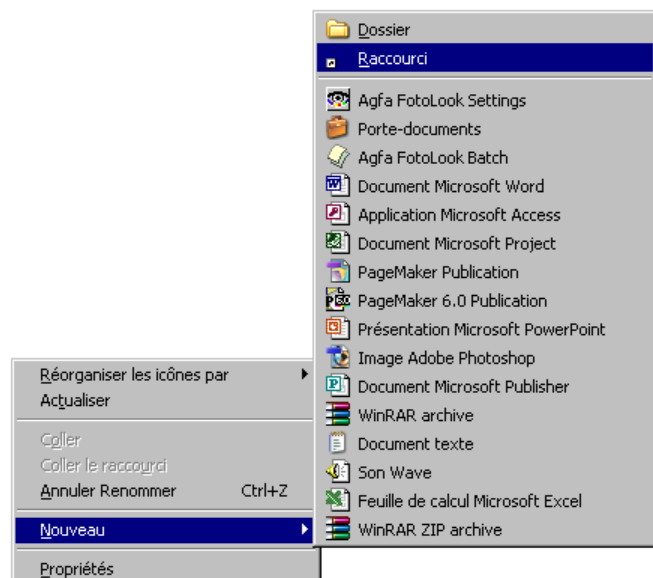 Dossier
Raccourci
Agfa FotoLook Settings
Porte-documents
Agfa FotoLook Batch
Document Microsoft Word
Application Microsoft Access
Document Microsoft Project
PageMaker Publication
PageMaker 6.0 Publication
Présentation Microsoft PowerPoint
Image Adobe Photoshop
Document Microsoft Publisher
WinRAR archive
Document texte
Son Wave
Feuille de calcul Microsoft Excel
WinRAR ZIP archive
Réorganiser les icônes par
Actualiser
Coller
Coller le raccourci
Annuler Renommer Ctrl+Z
Nouveau
Propriétés